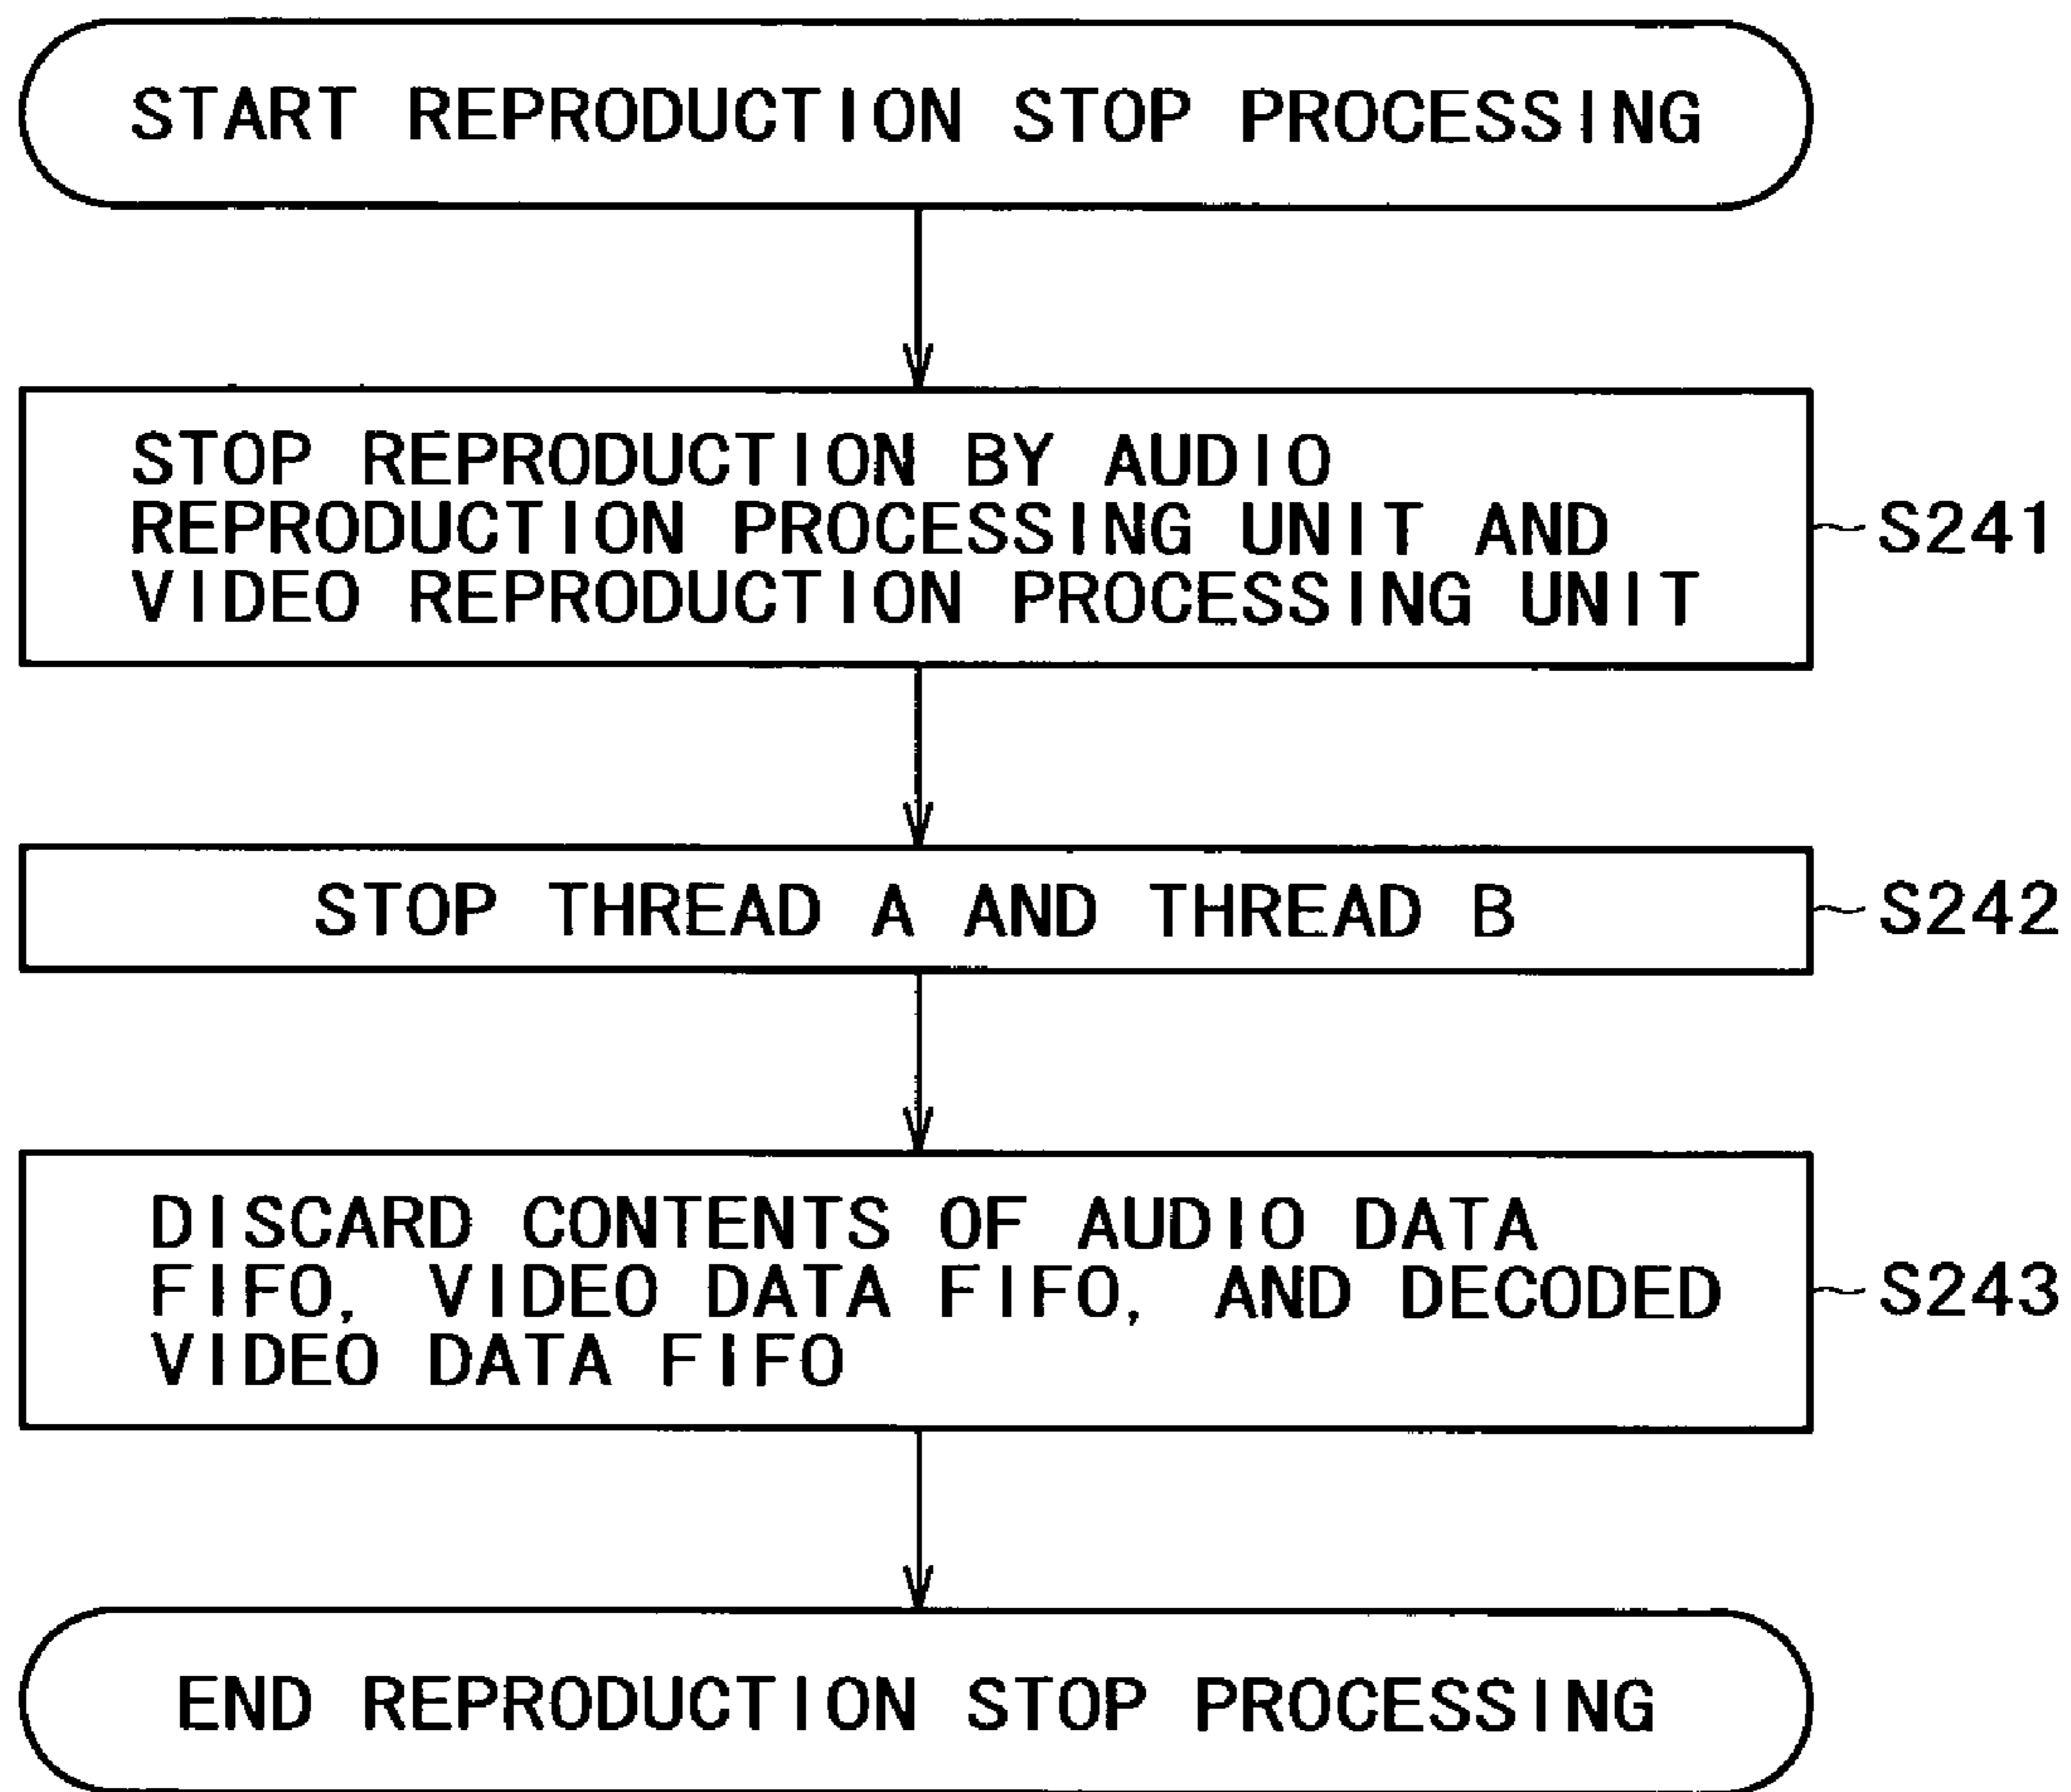 START REPRODUCTION STOP PROCESSING
STOP REPRODUCTION BY AUDIO
REPRODUCTION PROCESSING UNIT AND
VIDEO REPRODUCTION PROCESSING UNIT
S241
STOP THREAD A AND THREAD B
S242
DISCARD CONTENTS OF AUDIO DATA
FIFO, VIDEO DATA FIFO, AND DECODED
VIDEO DATA FIFO
S243
END REPRODUCTION STOP PROCESSING